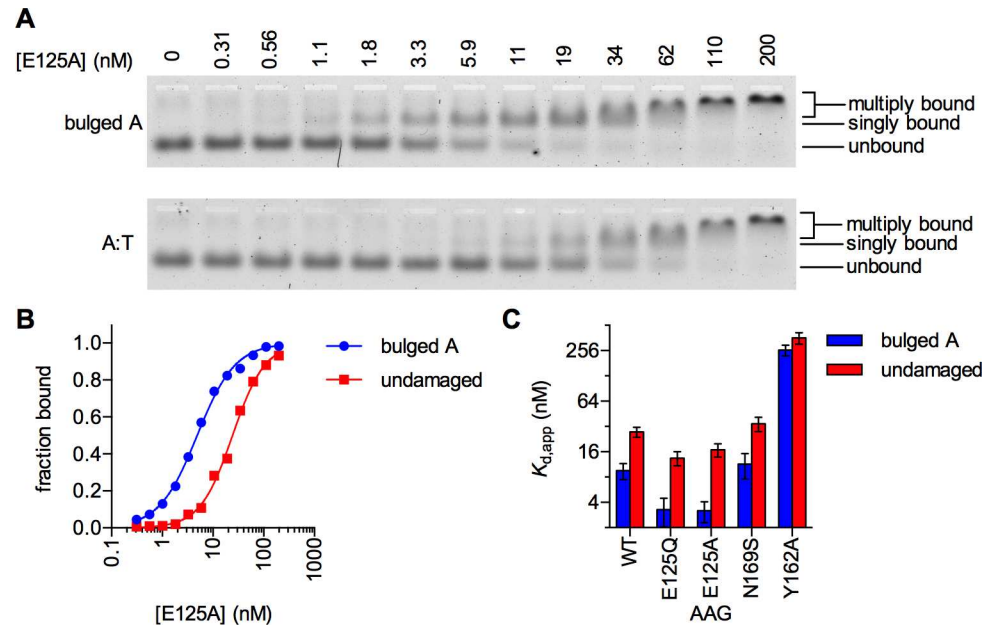 A
[E125A] (nM) 0 0.31 0.56 1.1 1.8 3.3 5.9 11 19 34 62 110 200
bulged A
multiply bound
singly bound
unbound
A:T
multiply bound
singly bound
unbound
B
fraction bound
1.0
0.8
0.6
0.4
0.2
0.0
0.1 1 10 100 1000
[E125A] (nM)
bulged A
undamaged
C
Kd,app (nM)
256
64
16
4
WT E125Q E125A N169S Y162A
AAG
bulged A
undamaged